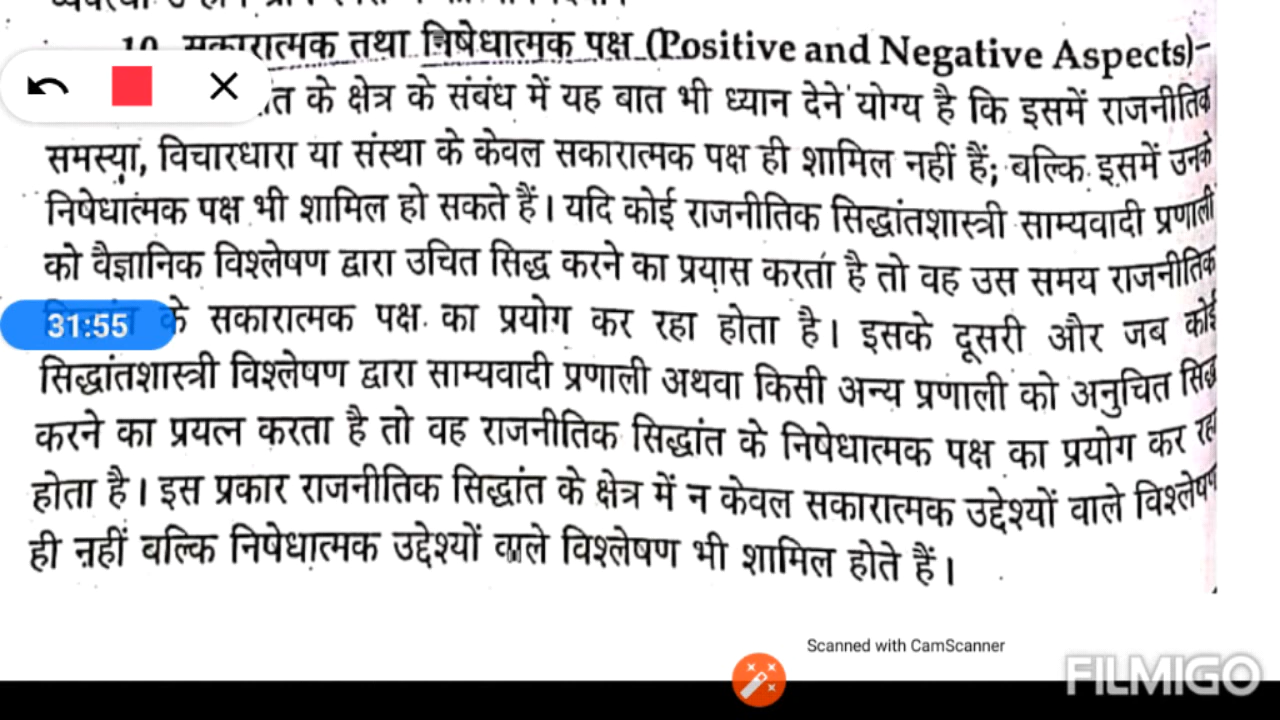 10. सकारात्मक तथा निषेधात्मक पक्ष (Positive and Negative Aspects)–
के क्षेत्र के संबंध में यह बात भी ध्यान देने योग्य है कि इसमें राजनीतिक
समस्या, विचारधारा या संस्था के केवल सकारात्मक पक्ष ही शामिल नहीं हैं; बल्कि इसमें उनके
निषेधात्मक पक्ष भी शामिल हो सकते हैं। यदि कोई राजनीतिक सिद्धांतशास्त्री साम्यवादी प्रणाली
को वैज्ञानिक विश्लेषण द्वारा उचित सिद्ध करने का प्रयास करता है तो वह उस समय राजनीतिक
31:55 के सकारात्मक पक्ष का प्रयोग कर रहा होता है। इसके दूसरी और जब कोई
सिद्धांतशास्त्री विश्लेषण द्वारा साम्यवादी प्रणाली अथवा किसी अन्य प्रणाली को अनुचित सिद्ध
करने का प्रयत्न करता है तो वह राजनीतिक सिद्धांत के निषेधात्मक पक्ष का प्रयोग कर रहा
होता है। इस प्रकार राजनीतिक सिद्धांत के क्षेत्र में न केवल सकारात्मक उद्देश्यों वाले विश्लेषण
ही नहीं बल्कि निषेधात्मक उद्देश्यों वाले विश्लेषण भी शामिल होते हैं।
Scanned with CamScanner
FILMIGO